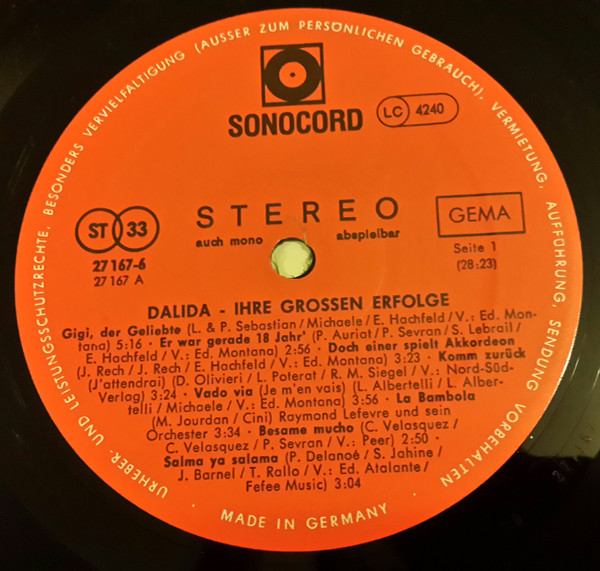 URHEBER- UND LEISTUNGSSCHUTZRECHTE, BESONDERS VERVIELFÄLTIGUNG (AUSSER ZUM PERSÖNLICHEN GEBRAUCH), VERMIETUNG, AUFFÜHRUNG, SENDUNG VORBEHALTEN
SONOCORD
LC 4240
STEREO
auch mono abspielbar
ST 33
GEMA
27 167-6
27 167 A
Seite 1
(28:23)
DALIDA - IHRE GROSSEN ERFOLGE
Gigi, der Geliebte (L. & P. Sebastian/Michaele/E. Hachfeld/V.: Ed. Mon-
tana) 5:16 · Er war gerade 18 Jahr' (P. Auriat/P. Sevran/S. Lebrail/
E. Hachfeld/V.: Ed. Montana) 2:56 · Doch einer spielt Akkordeon
(J. Rech/J. Rech/E. Hachfeld/V.: Ed. Montana) 3:23 · Komm zurück
(J'attendrai) (D. Olivieri/L. Poterat/R. M. Siegel/V.: Nord-Süd-
Verlag) 3:24 · Vado via (Je m'en vais) (L. Albertelli/L. Alber-
telli/Michaele/V.: Ed. Montana) 3:56 · La Bambola
(M. Jourdan/Cini) Raymond Lefevre und sein
Orchester 3:34 · Besame mucho (C. Velasquez/
C. Velasquez/P. Sevran/V.: Peer) 2:50 ·
Salma ya salama (P. Delanoé/S. Jahine/
J. Barnel/T. Rallo/V.: Ed. Atalante/
Fefee Music) 3:04
· MADE IN GERMANY ·